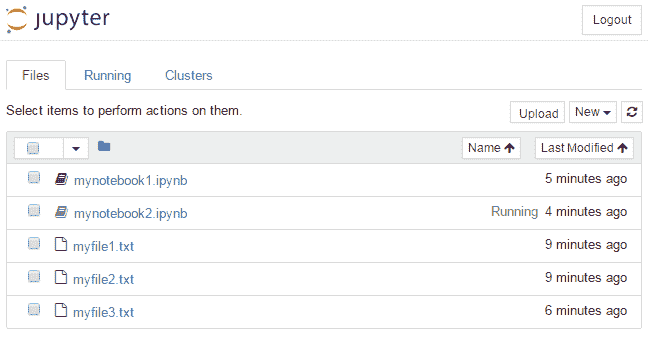 jupyter
Logout
Files Running Clusters
Select items to perform actions on them.
Upload New
Name Last Modified
mynotebook1.ipynb 5 minutes ago
mynotebook2.ipynb Running 4 minutes ago
myfile1.txt 9 minutes ago
myfile2.txt 9 minutes ago
myfile3.txt 6 minutes ago